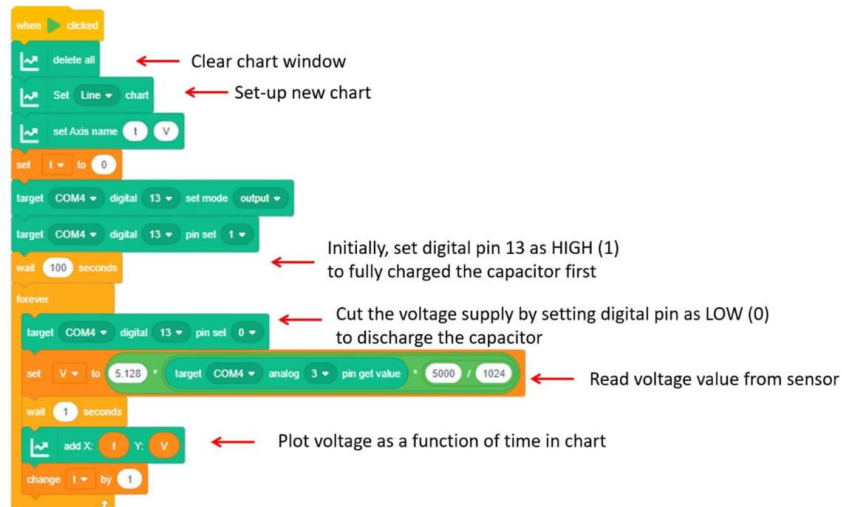 when clicked
delete all
Clear chart window
Set Line chart
Set-up new chart
set Axis name t V
set t to 0
target COM4 digital 13 set mode output
target COM4 digital 13 pin set 1
Initially, set digital pin 13 as HIGH (1)
to fully charged the capacitor first
wait 100 seconds
forever
Cut the voltage supply by setting digital pin as LOW (0)
to discharge the capacitor
target COM4 digital 13 pin set 0
set V to 5.128 * target COM4 analog 3 pin get value * 5000 / 1024
Read voltage value from sensor
wait 1 seconds
add X: t Y: V
Plot voltage as a function of time in chart
change t by 1